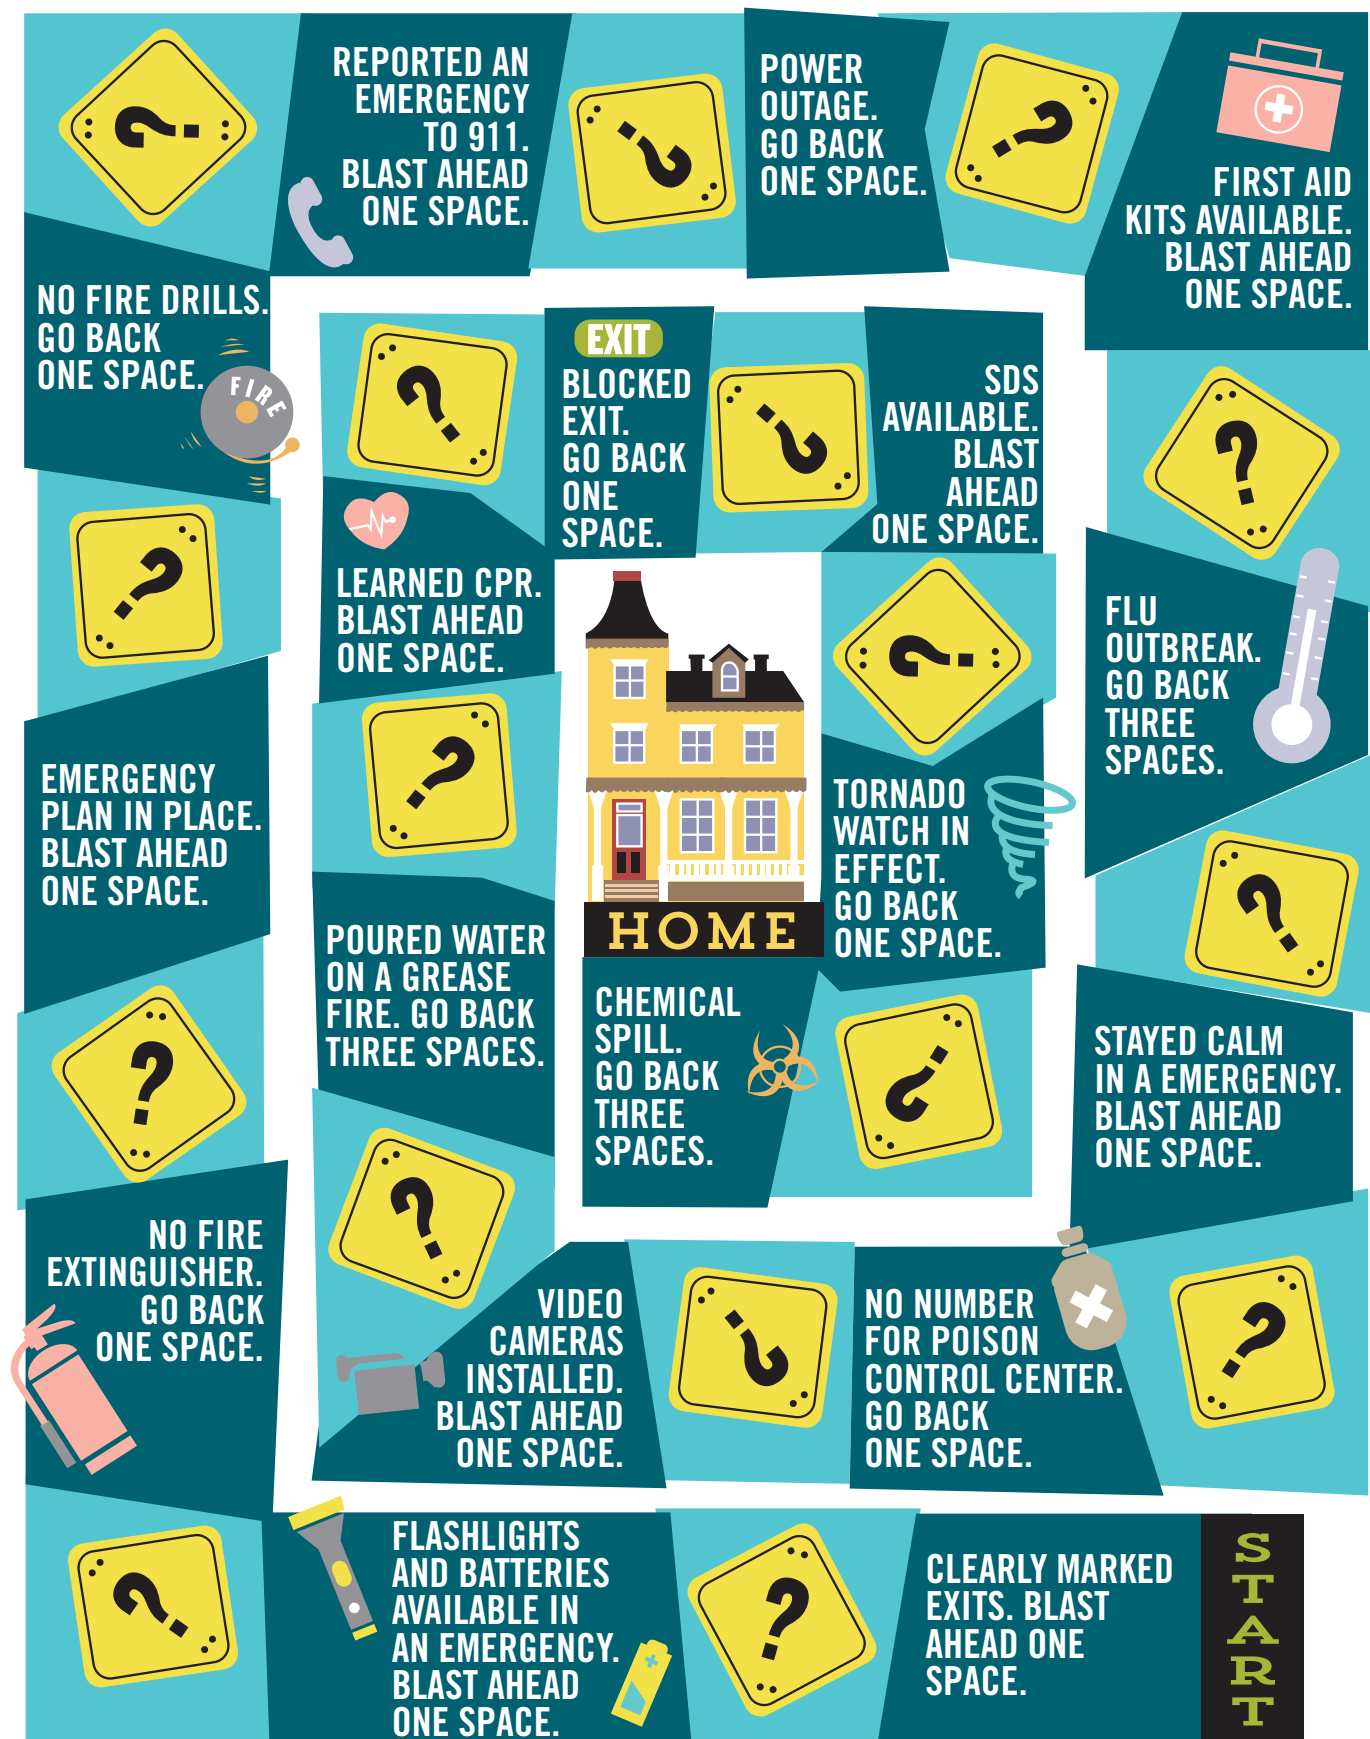 ?
REPORTED AN
EMERGENCY
TO 911.
BLAST AHEAD
ONE SPACE.
?
POWER
OUTAGE.
GO BACK
ONE SPACE.
?
FIRST AID
KITS AVAILABLE.
BLAST AHEAD
ONE SPACE.
NO FIRE DRILLS.
GO BACK
ONE SPACE.
FIRE
?
EXIT
BLOCKED
EXIT.
GO BACK
ONE
SPACE.
?
SDS
AVAILABLE.
BLAST
AHEAD
ONE SPACE.
?
?
LEARNED CPR.
BLAST AHEAD
ONE SPACE.
?
FLU
OUTBREAK.
GO BACK
THREE
SPACES.
EMERGENCY
PLAN IN PLACE.
BLAST AHEAD
ONE SPACE.
?
TORNADO
WATCH IN
EFFECT.
GO BACK
ONE SPACE.
?
HOME
POURED WATER
ON A GREASE
FIRE. GO BACK
THREE SPACES.
CHEMICAL
SPILL.
GO BACK
THREE
SPACES.
?
STAYED CALM
IN A EMERGENCY.
BLAST AHEAD
ONE SPACE.
?
?
NO FIRE
EXTINGUISHER.
GO BACK
ONE SPACE.
VIDEO
CAMERAS
INSTALLED.
BLAST AHEAD
ONE SPACE.
?
NO NUMBER
FOR POISON
CONTROL CENTER.
GO BACK
ONE SPACE.
?
?
FLASHLIGHTS
AND BATTERIES
AVAILABLE IN
AN EMERGENCY.
BLAST AHEAD
ONE SPACE.
?
CLEARLY MARKED
EXITS. BLAST
AHEAD ONE
SPACE.
START